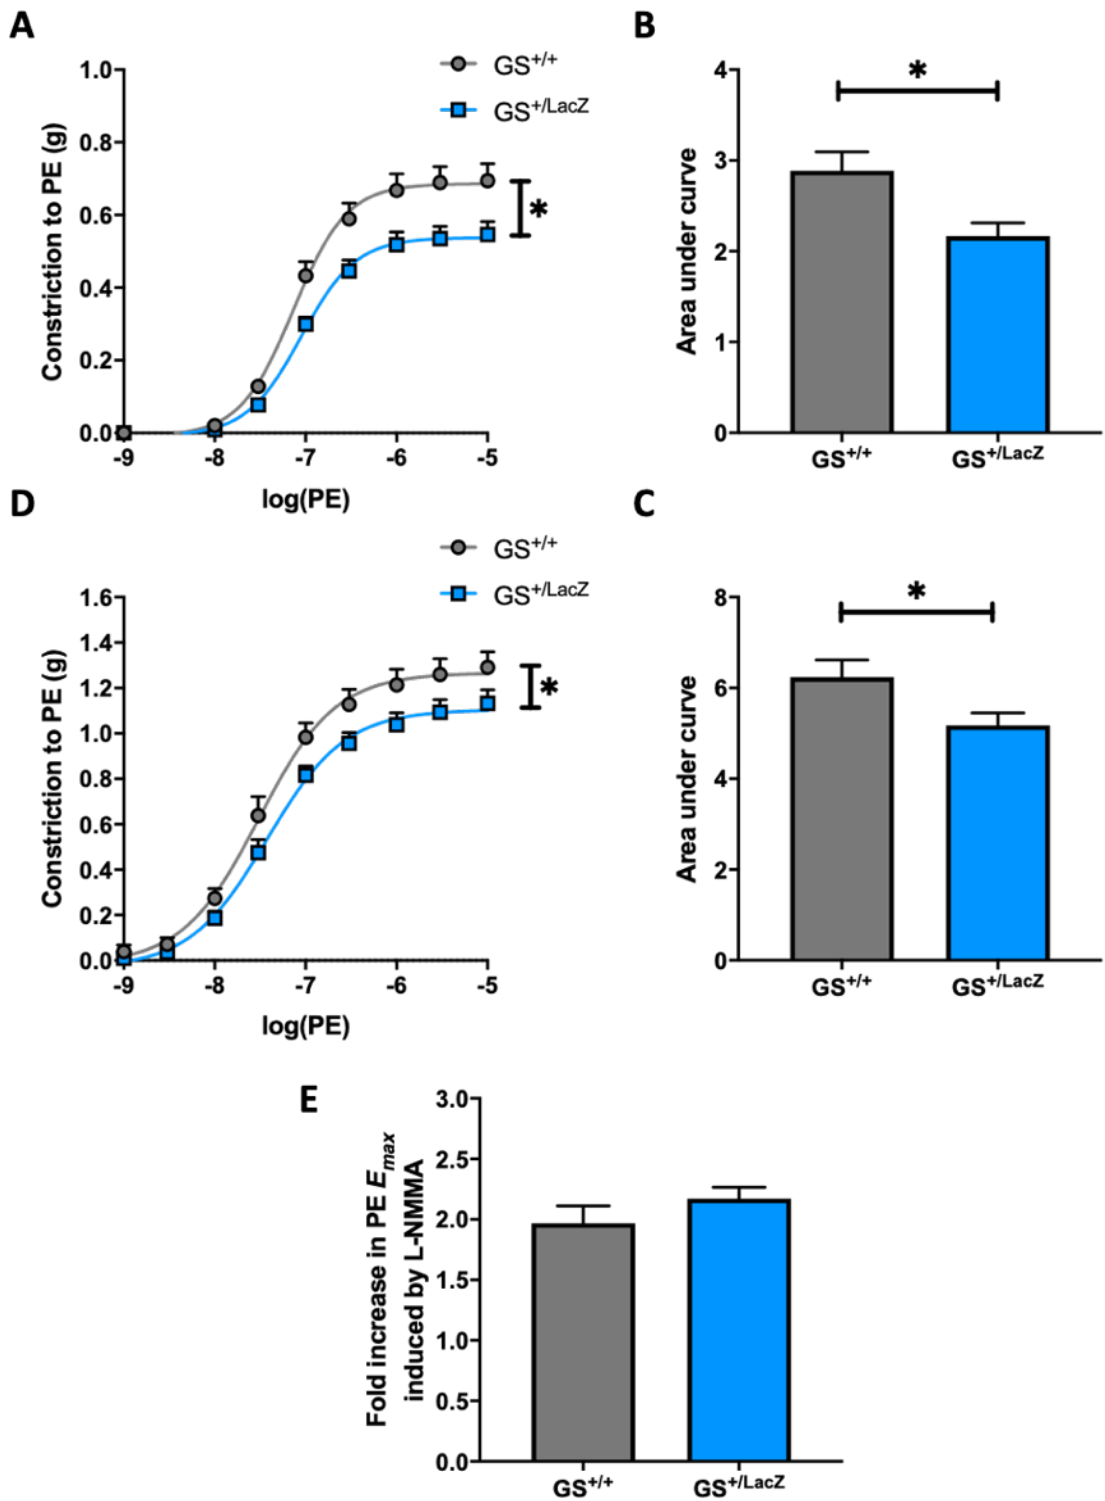 A
GS+/+
GS+/LacZ
Constriction to PE (g)
1.0
0.8
0.6
0.4
0.2
0.0
-9 -8 -7 -6 -5
log(PE)
*
B
Area under curve
4
3
2
1
0
*
GS+/+ GS+/LacZ
D
GS+/+
GS+/LacZ
Constriction to PE (g)
1.6
1.4
1.2
1.0
0.8
0.6
0.4
0.2
0.0
-9 -8 -7 -6 -5
log(PE)
*
C
Area under curve
8
6
4
2
0
*
GS+/+ GS+/LacZ
E
Fold increase in PE Emax
induced by L-NMMA
3.0
2.5
2.0
1.5
1.0
0.5
0.0
GS+/+ GS+/LacZ